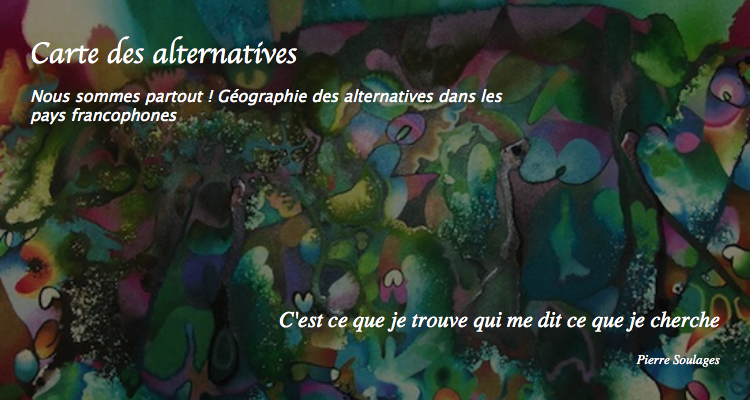 Carte des alternatives
Nous sommes partout ! Géographie des alternatives dans les
pays francophones
C'est ce que je trouve qui me dit ce que je cherche
Pierre Soulages